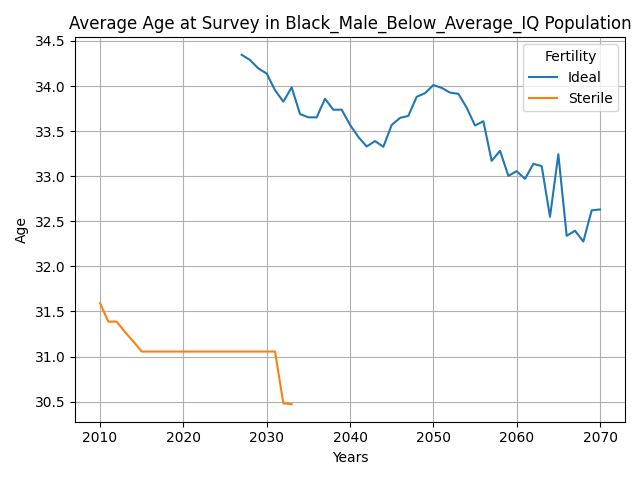 Average Age at Survey in Black_Male_Below_Average_IQ Population
34.5
34.0
33.5
33.0
32.5
32.0
31.5
31.0
30.5
Age
Fertility
Ideal
Sterile
2010 2020 2030 2040 2050 2060 2070
Years